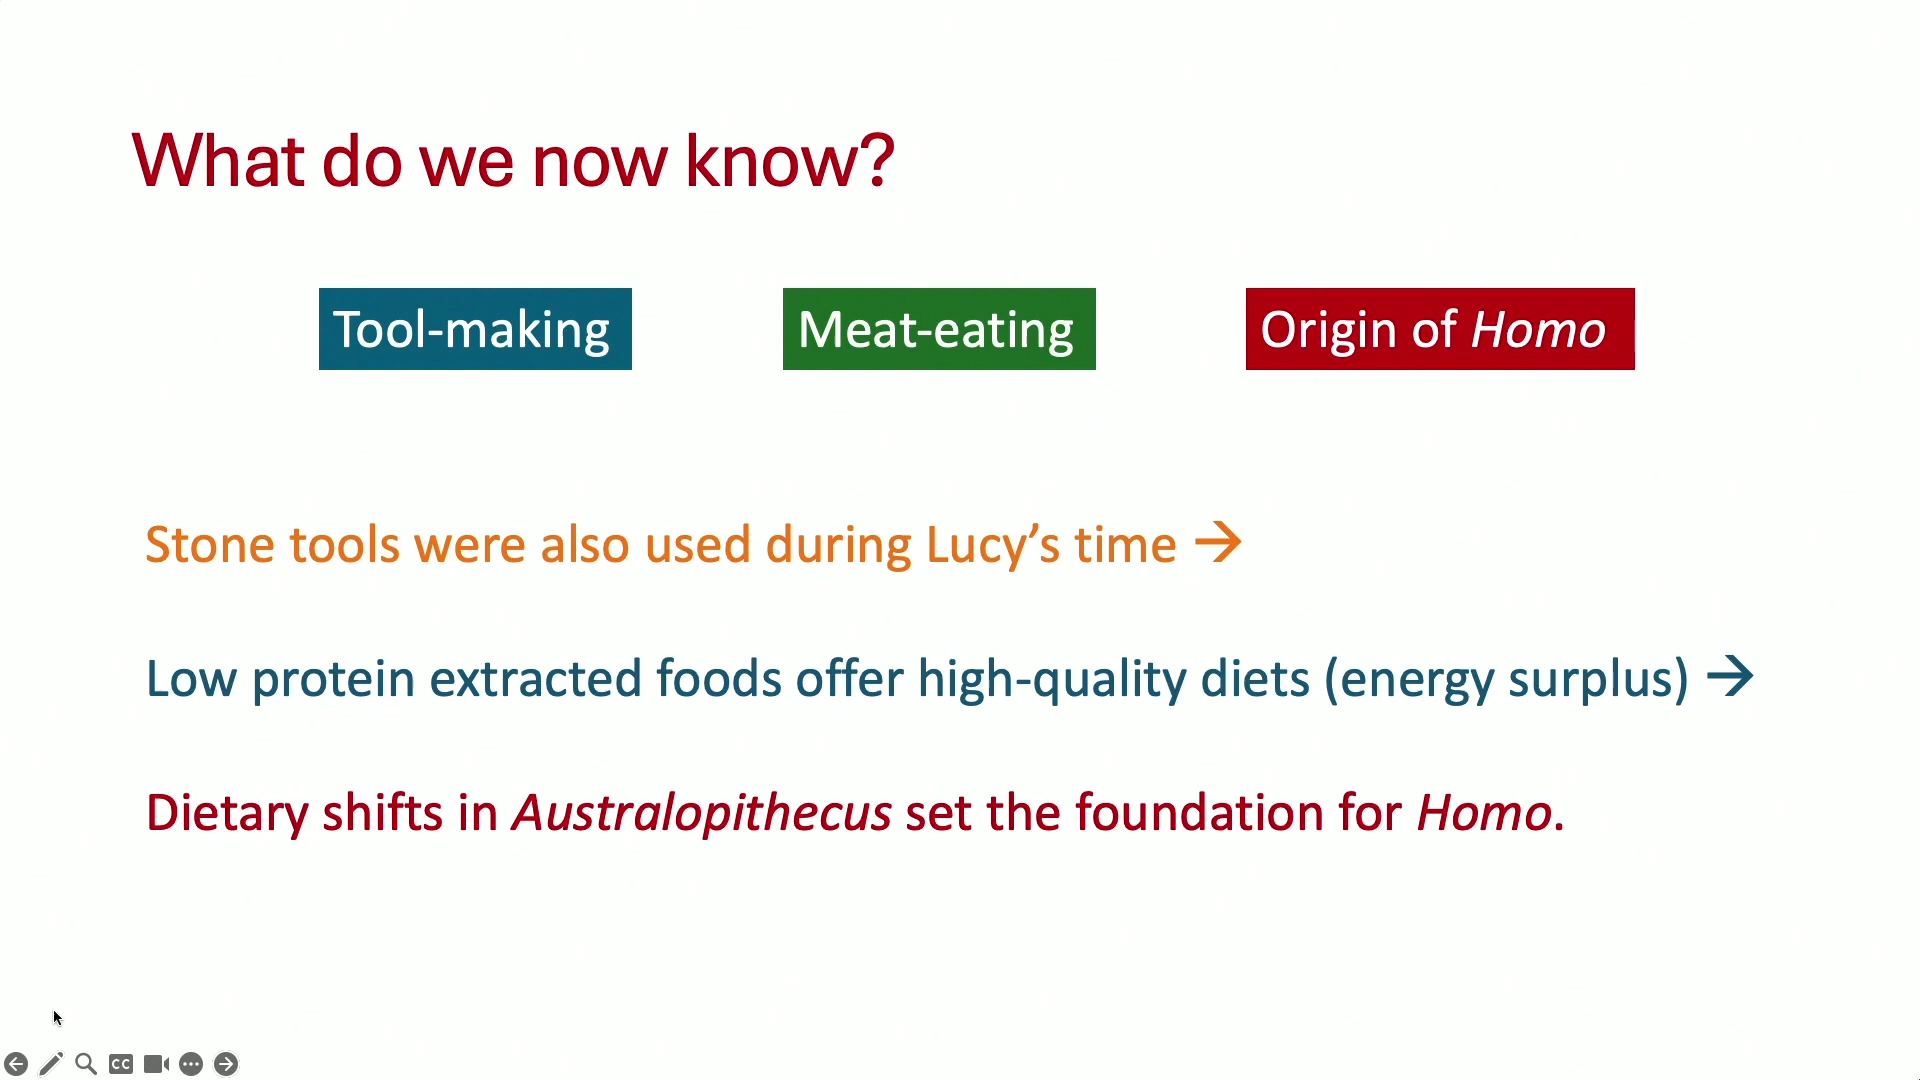 What do we now know?
Tool-making
Meat-eating
Origin of Homo
Stone tools were also used during Lucy’s time →
Low protein extracted foods offer high-quality diets (energy surplus) →
Dietary shifts in Australopithecus set the foundation for Homo.
CC